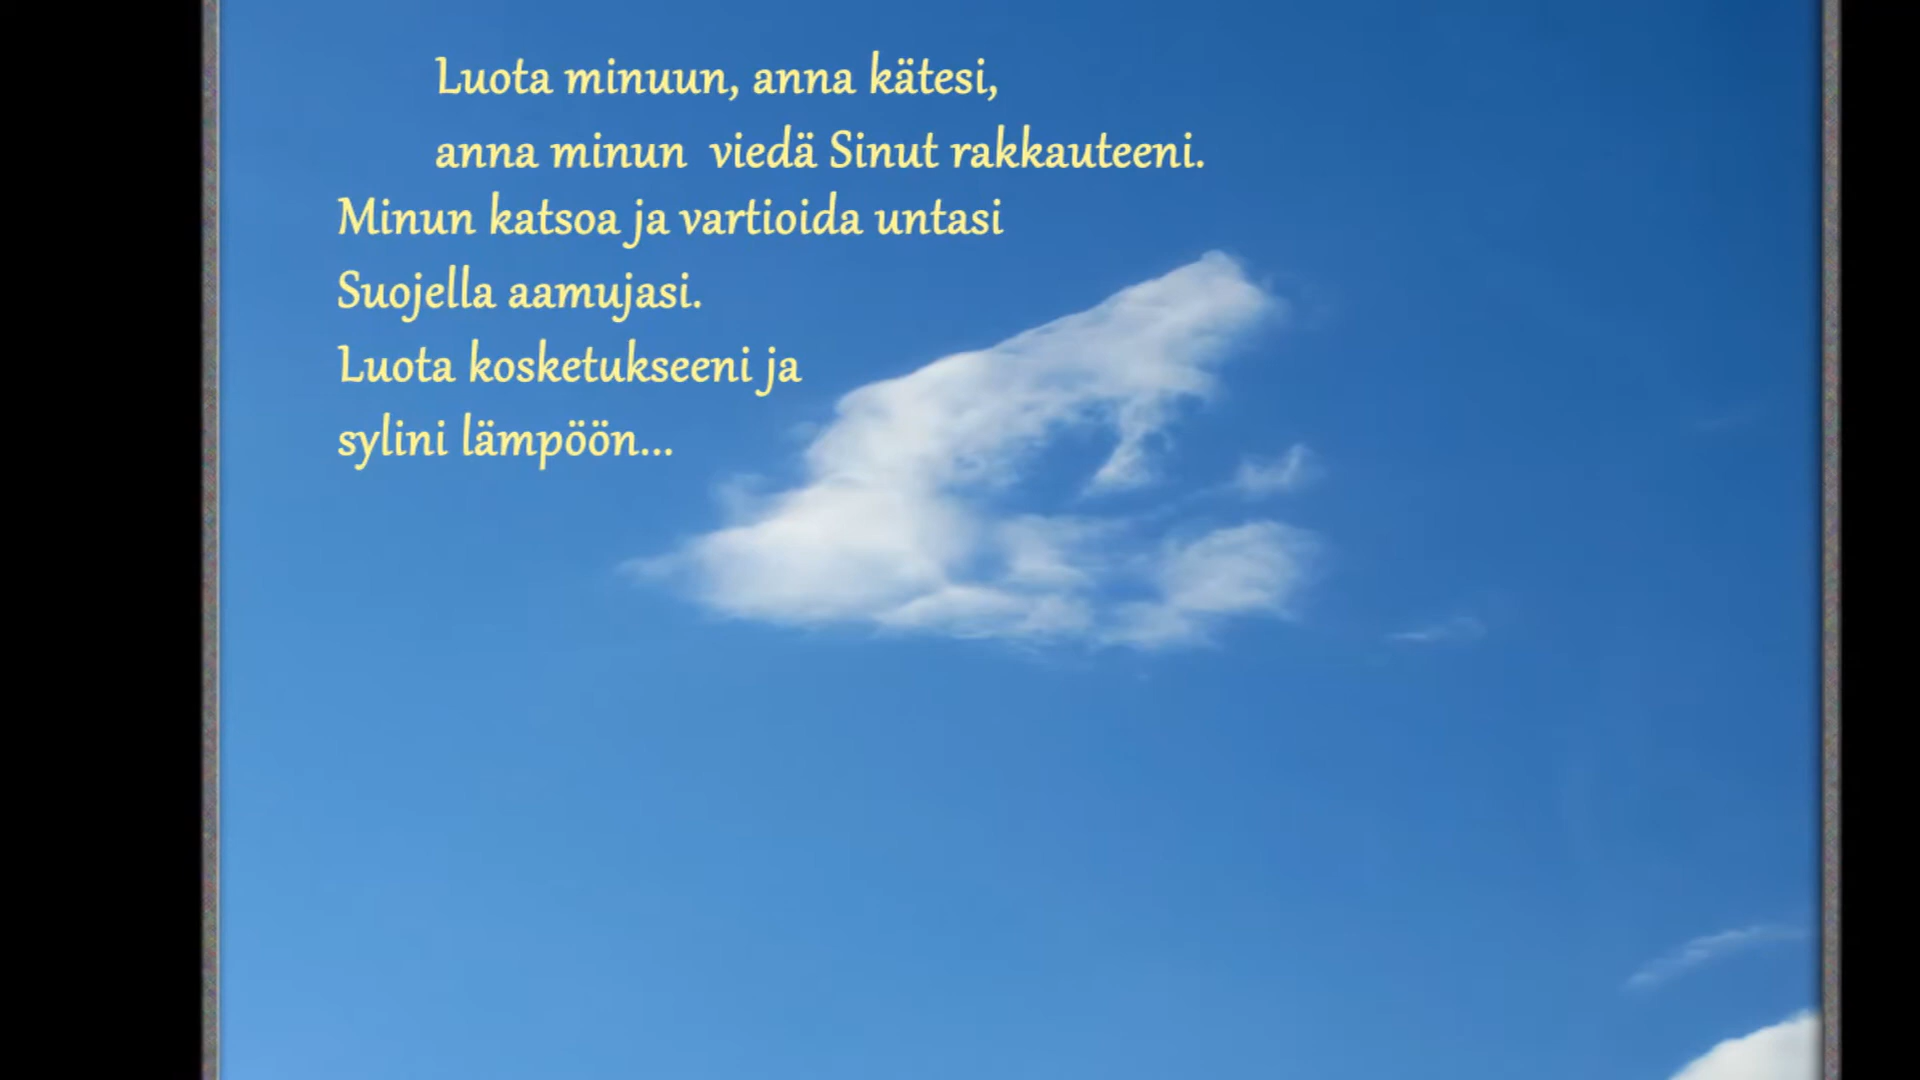 Luota minuun, anna kätesi,
anna minun viedä Sinut rakkauteeni.
Minun katsoa ja vartioida untasi
Suojella aamujasi.
Luota kosketukseeni ja
sylini lämpöön...